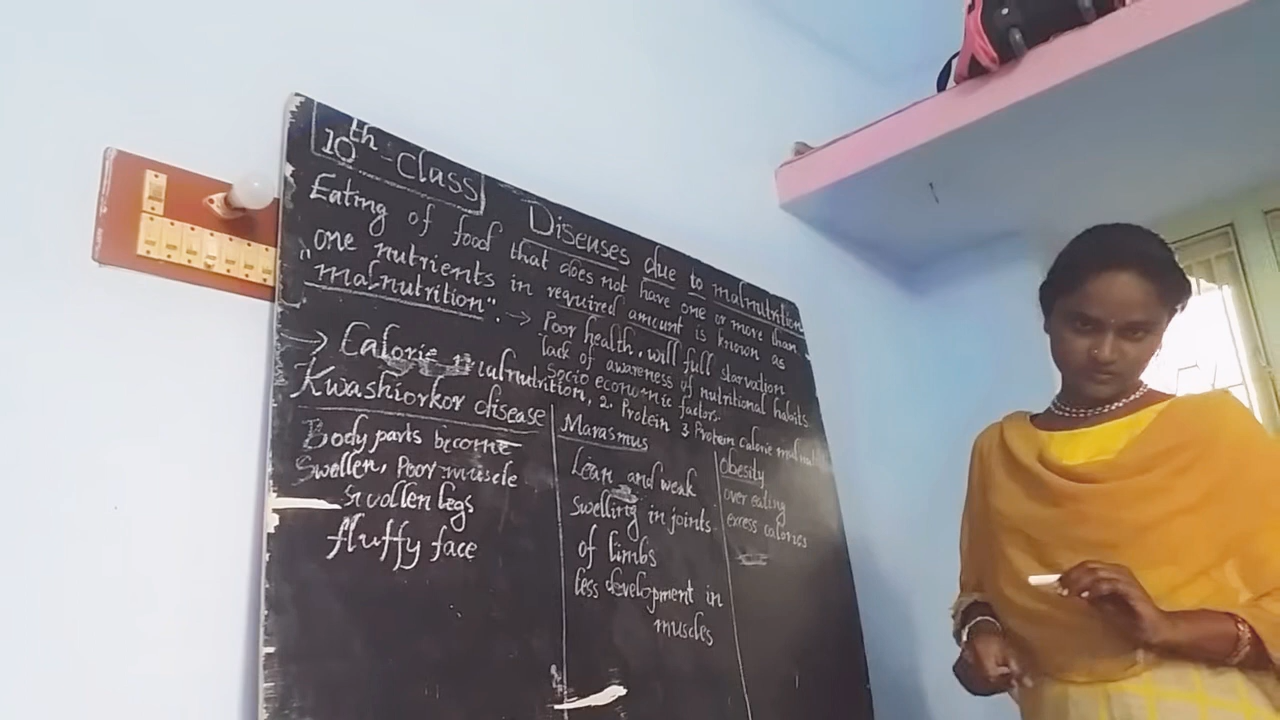 10th Class
Diseases due to malnutrition
Eating of food that does not have one or more than
one nutrients in required amount is known as
"malnutrition". → Poor health, will full starvation
lack of awareness of nutritional habits
socio economic factors.
→ Calorie malnutrition, 2. Protein 3 Protein calorie
Kwashiorkor disease
Body parts become
Swollen, Poor muscle
Swollen legs
fluffy face
Marasmus
Lean and weak
swelling in joints
of limbs
less development in
muscles
Obesity
over eating
exess calories